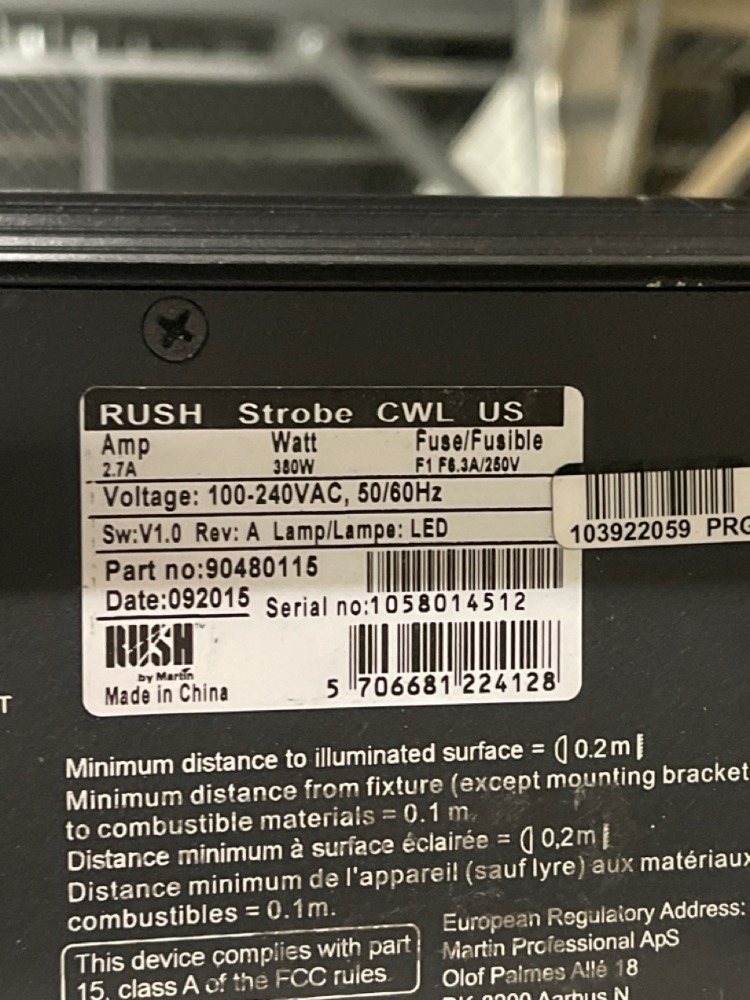 RUSH Strobe CWL US
Amp Watt Fuse/Fusible
2.7A 380W F1 F6.3A/250V
Voltage: 100-240VAC, 50/60Hz
Sw:V1.0 Rev: A Lamp/Lampe: LED
103922059 PRG
Part no:90480115
Date:092015 Serial no:1058014512
RUSH™
by Martin
Made in China
5 706681 224128
T
Minimum distance to illuminated surface = 0.2m
Minimum distance from fixture (except mounting bracket
to combustible materials = 0.1 m.
Distance minimum à surface éclairée = 0,2m
Distance minimum de l'appareil (sauf lyre) aux matériaux
combustibles = 0.1m.
This device complies with part
15, class A of the FCC rules.
European Regulatory Address:
Martin Professional ApS
Olof Palmes Allé 18
DK-8200 Aarhus N